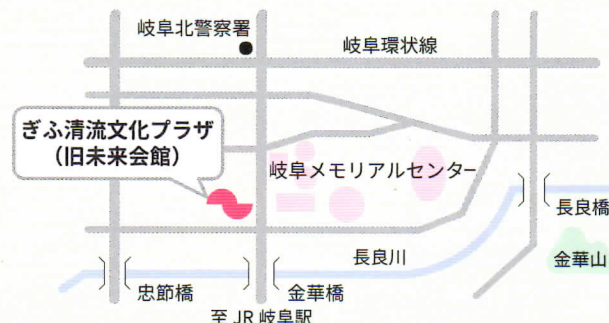 岐阜北警察署
岐阜環状線
ぎふ清流文化プラザ
（旧未来会館）
岐阜メモリアルセンター
長良橋
長良川
金華山
忠節橋
金華橋
至 JR 岐阜駅